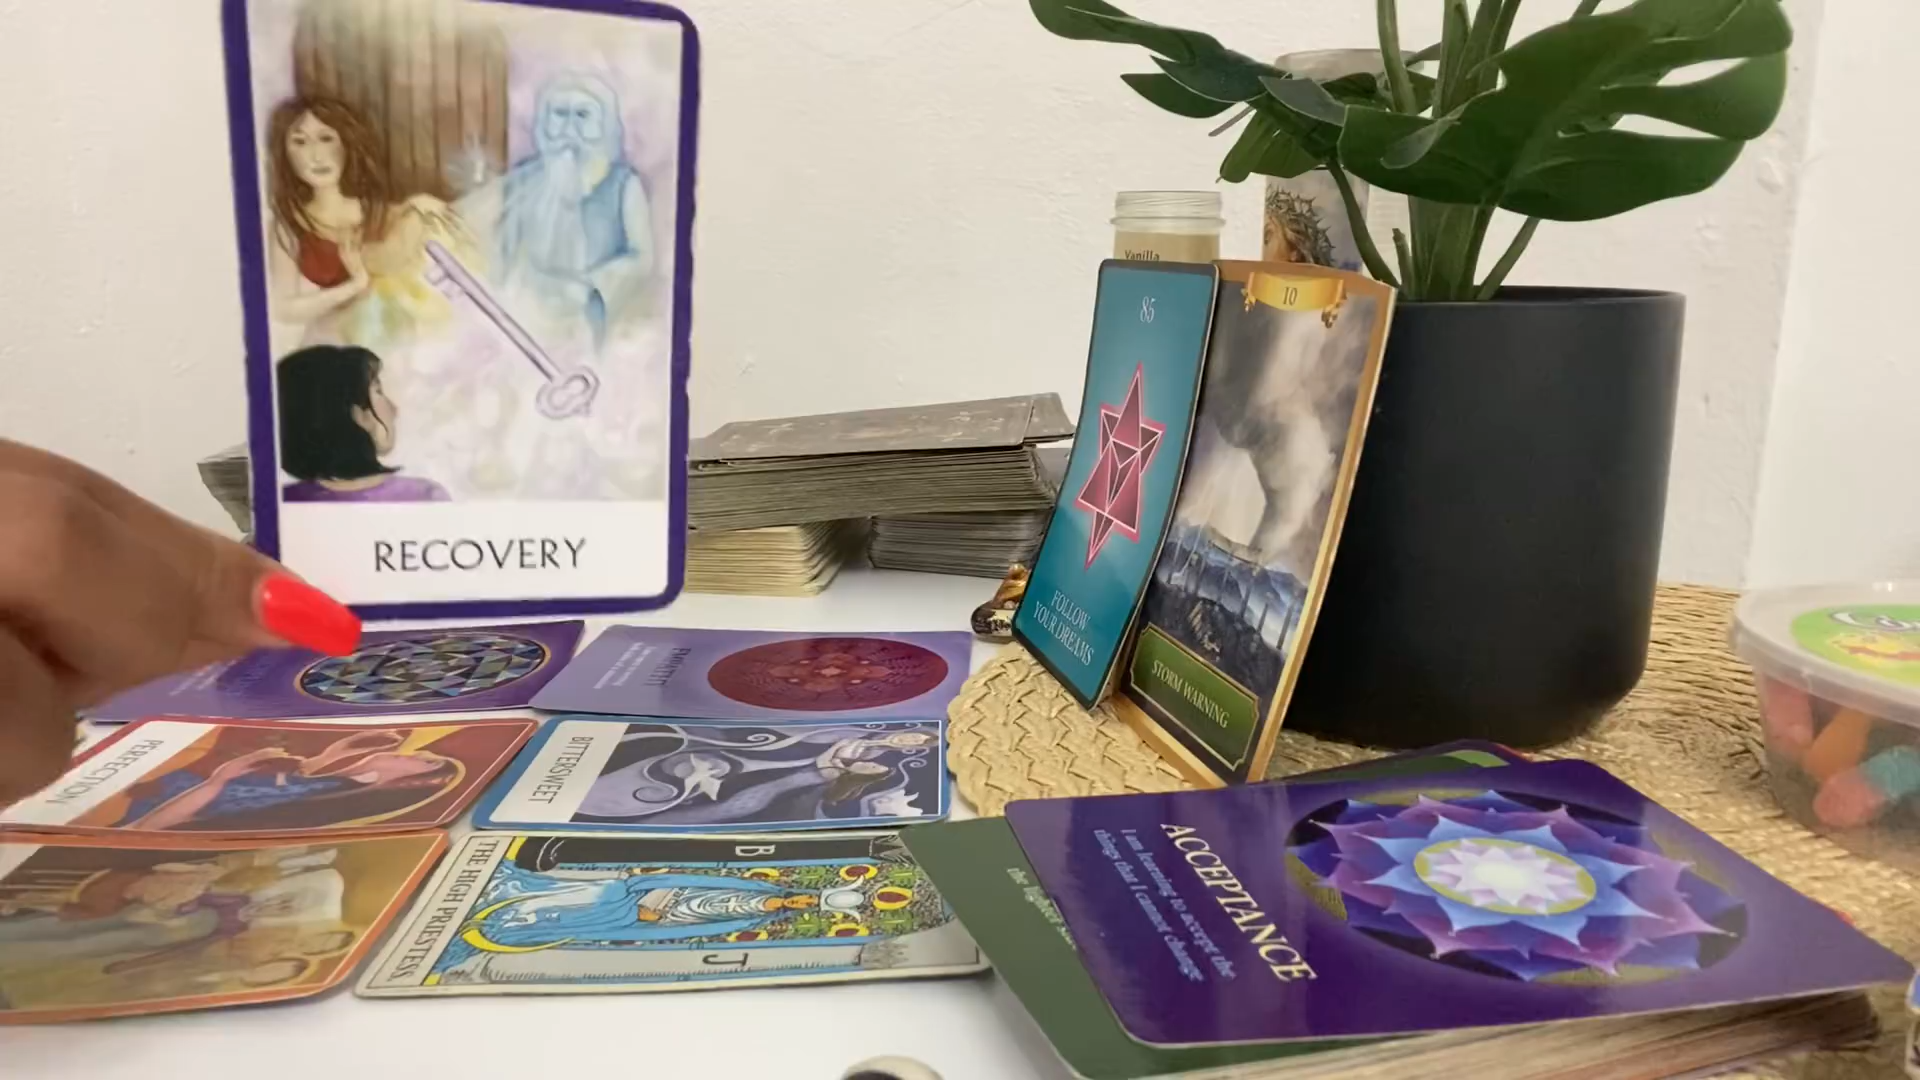 RECOVERY
Vanilla
85
FOLLOW
YOUR DREAMS
10
STORM WARNING
PERFECTION
BITTERSWEET
THE HIGH PRIESTESS
B
J
ACCEPTANCE
I am learning to accept the
things that I cannot change